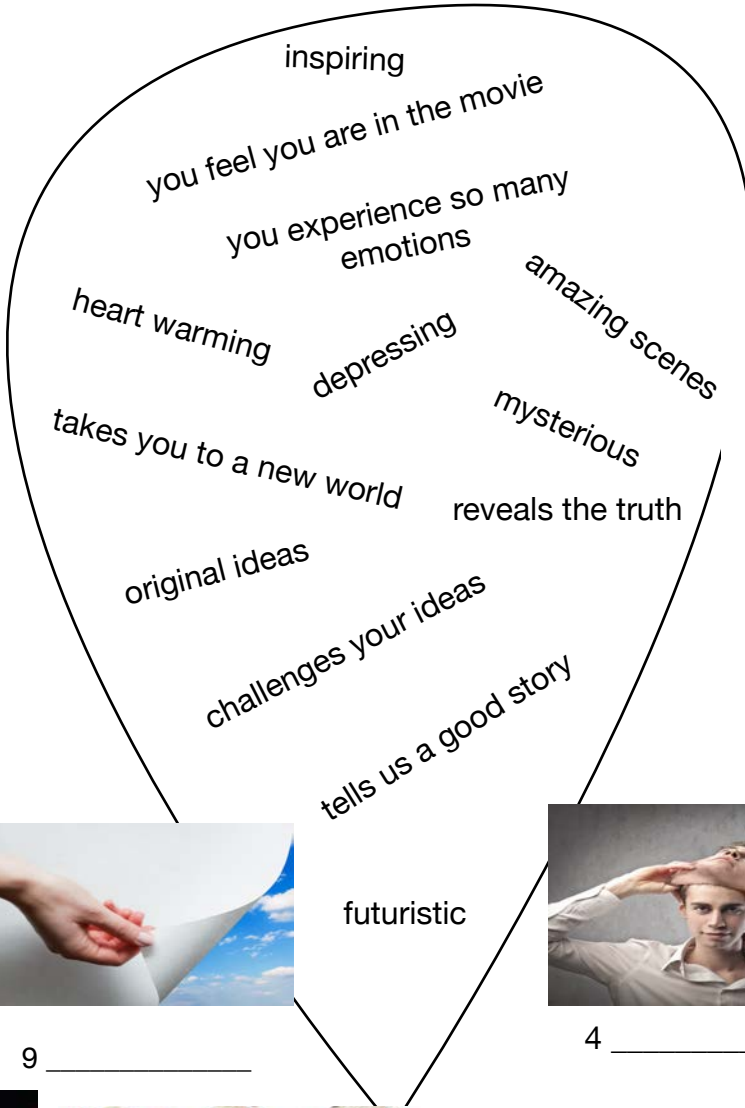 inspiring
you feel you are in the movie
you experience so many
emotions
amazing scenes
heart warming
depressing
mysterious
takes you to a new world
reveals the truth
original ideas
challenges your ideas
tells us a good story
futuristic
9 ______________
4 _________